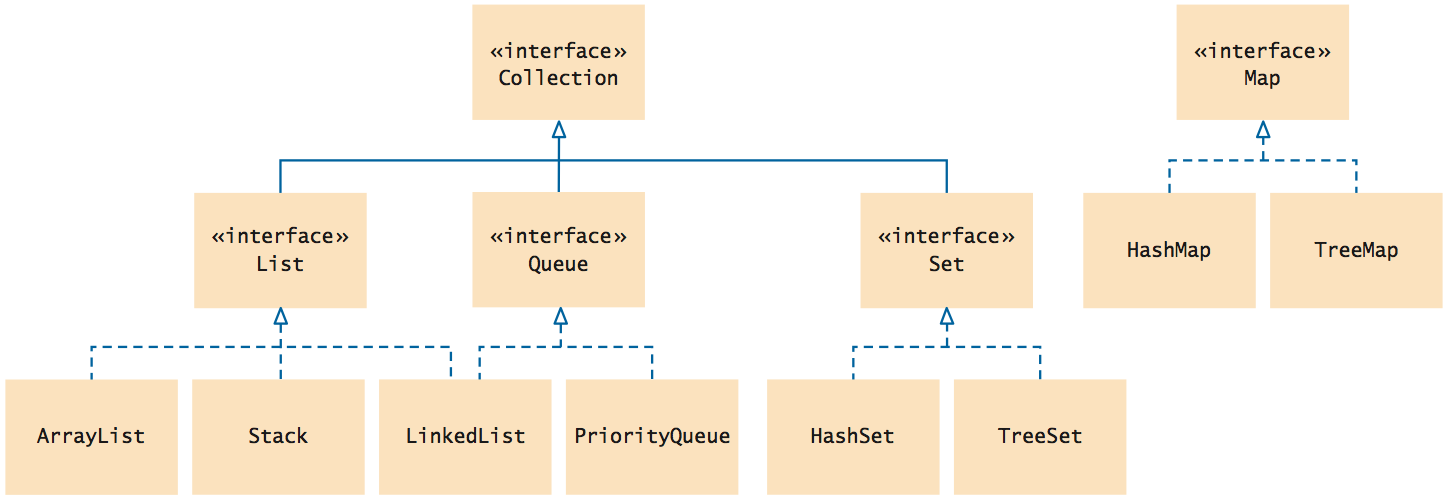 «interface»
Collection
«interface»
Map
«interface»
List
«interface»
Queue
«interface»
Set
HashMap
TreeMap
ArrayList
Stack
LinkedList
PriorityQueue
HashSet
TreeSet